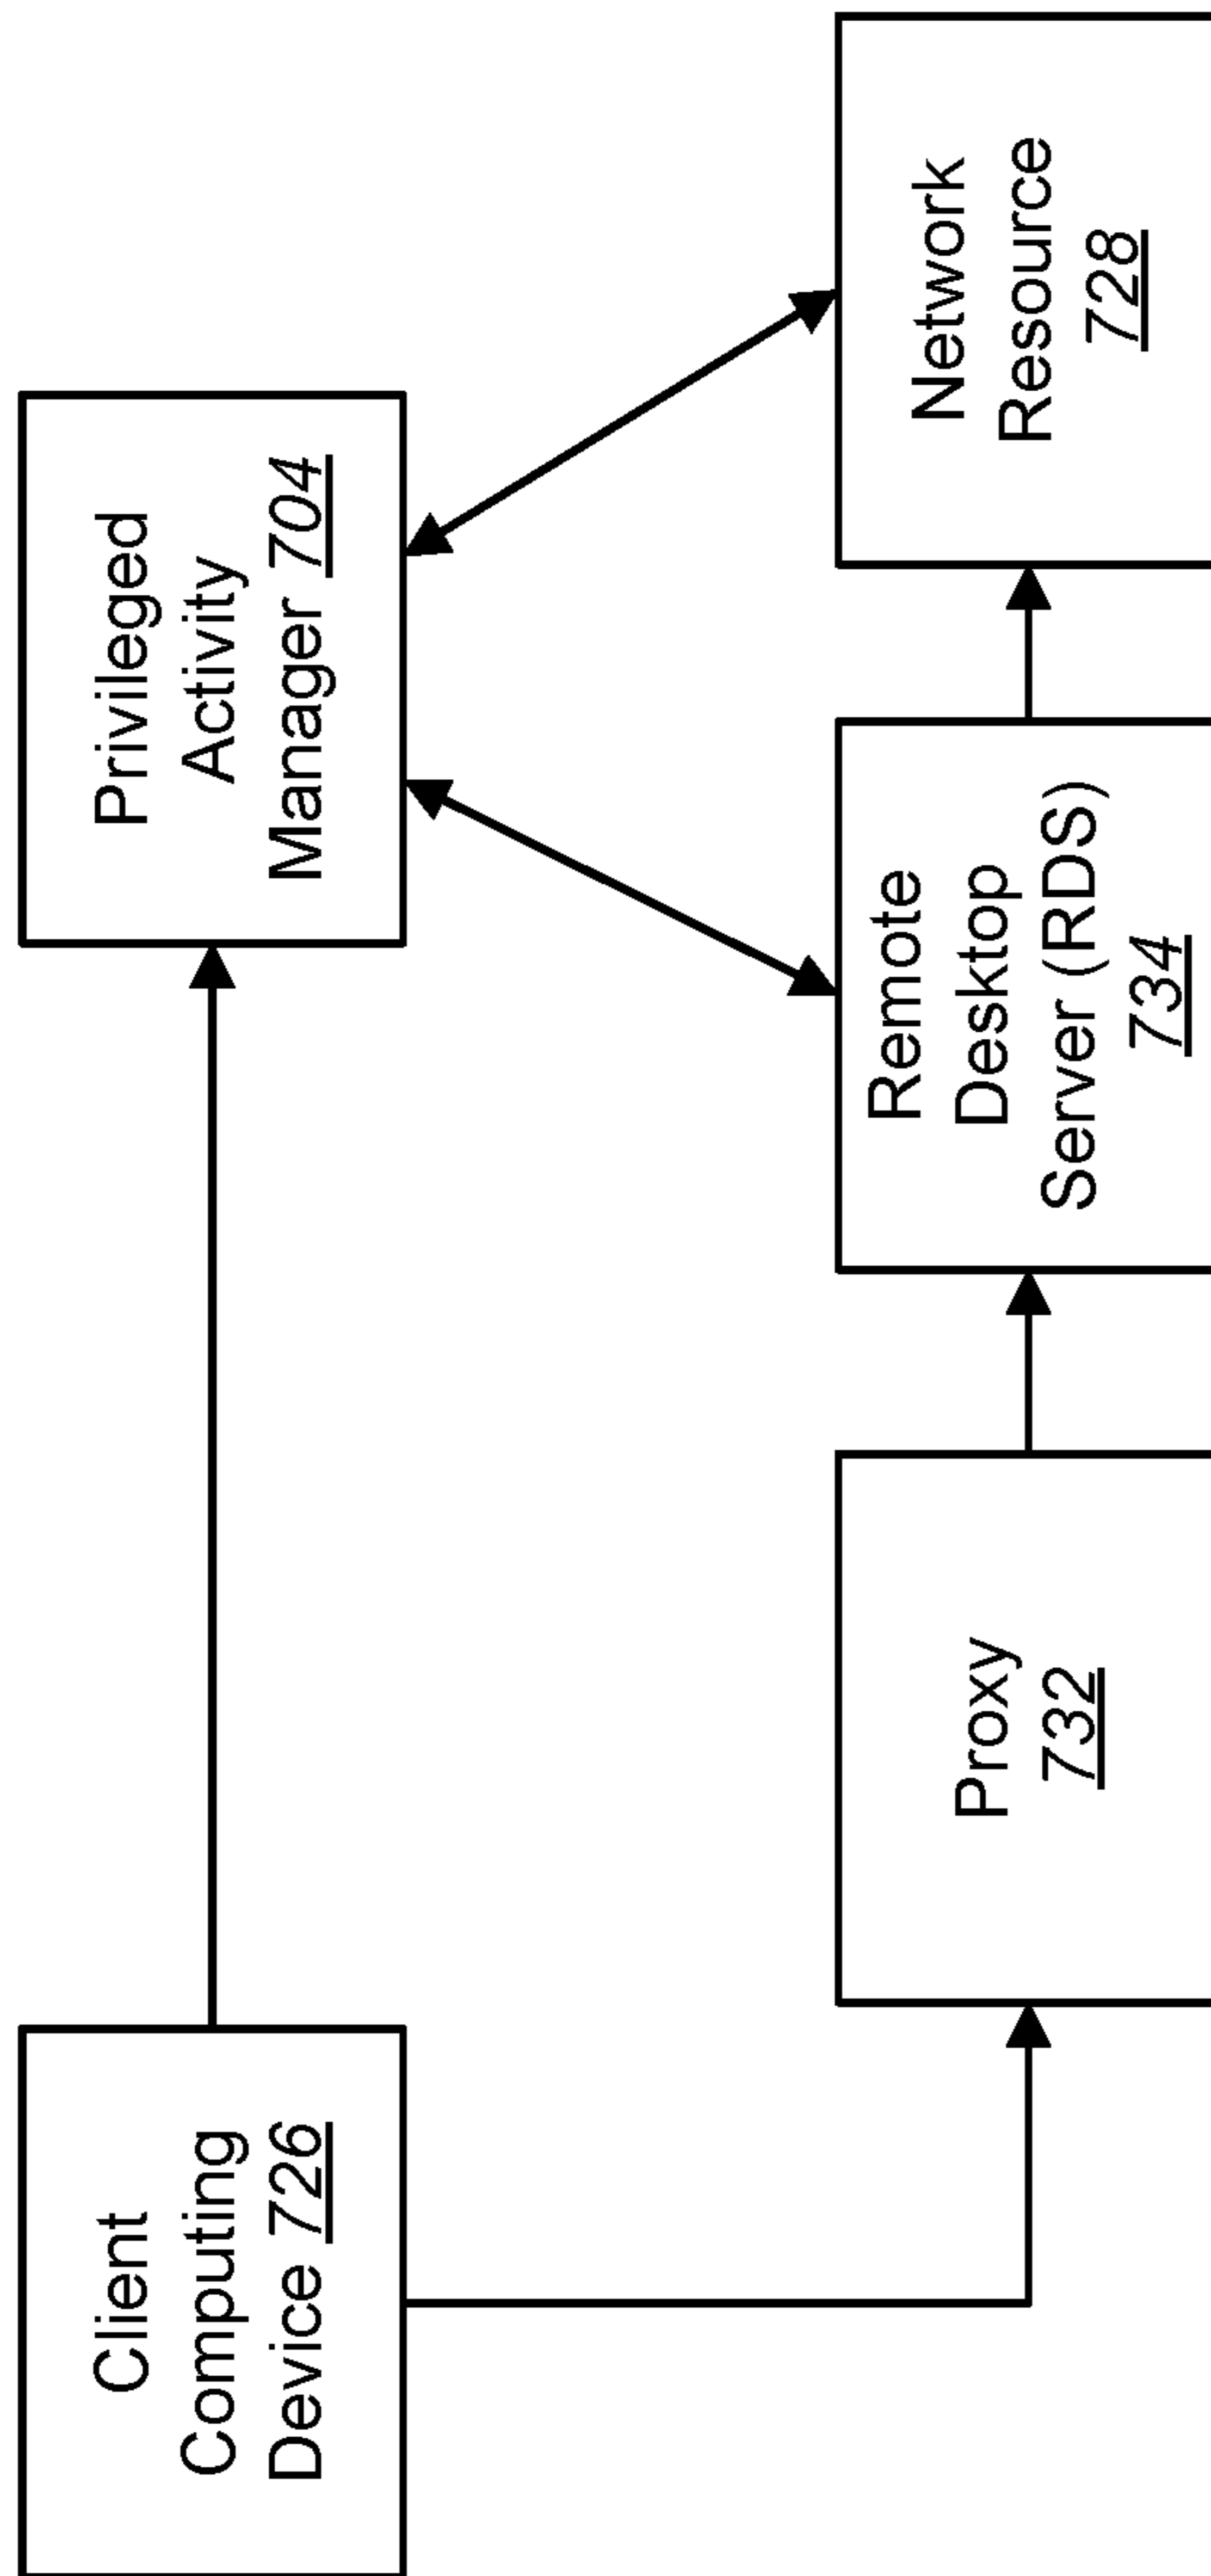 Client
Computing
Device 726
Privileged
Activity
Manager 704
Proxy
732
Remote
Desktop
Server (RDS)
734
Network
Resource
728